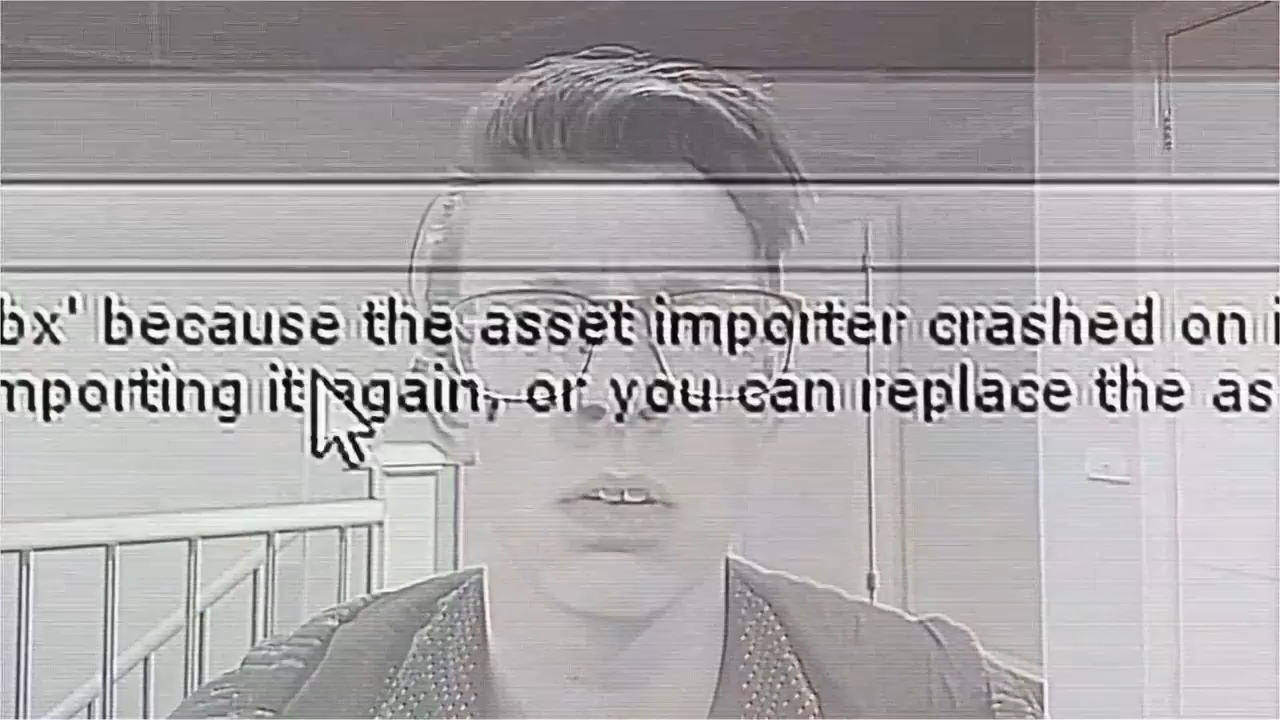 bx' because the asset importer crashed on i
mporting it again, or you can replace the as